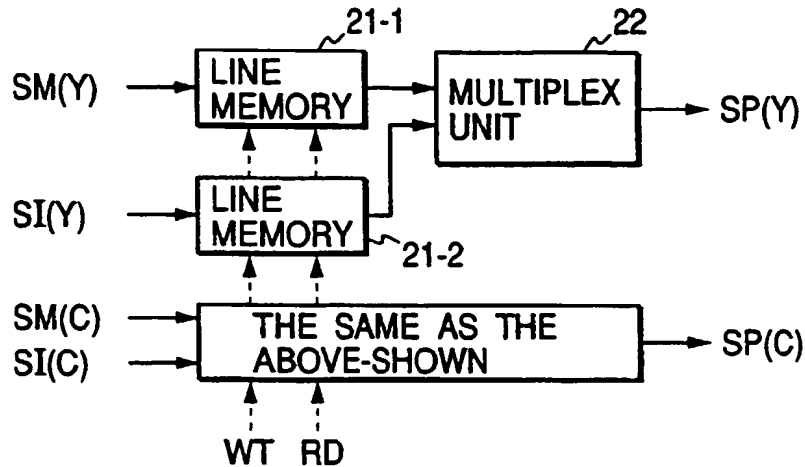 21-1
22
SM(Y)
LINE
MEMORY
MULTIPLEX
UNIT
SP(Y)
SI(Y)
LINE
MEMORY
21-2
SM(C)
SI(C)
THE SAME AS THE
ABOVE-SHOWN
SP(C)
WT RD